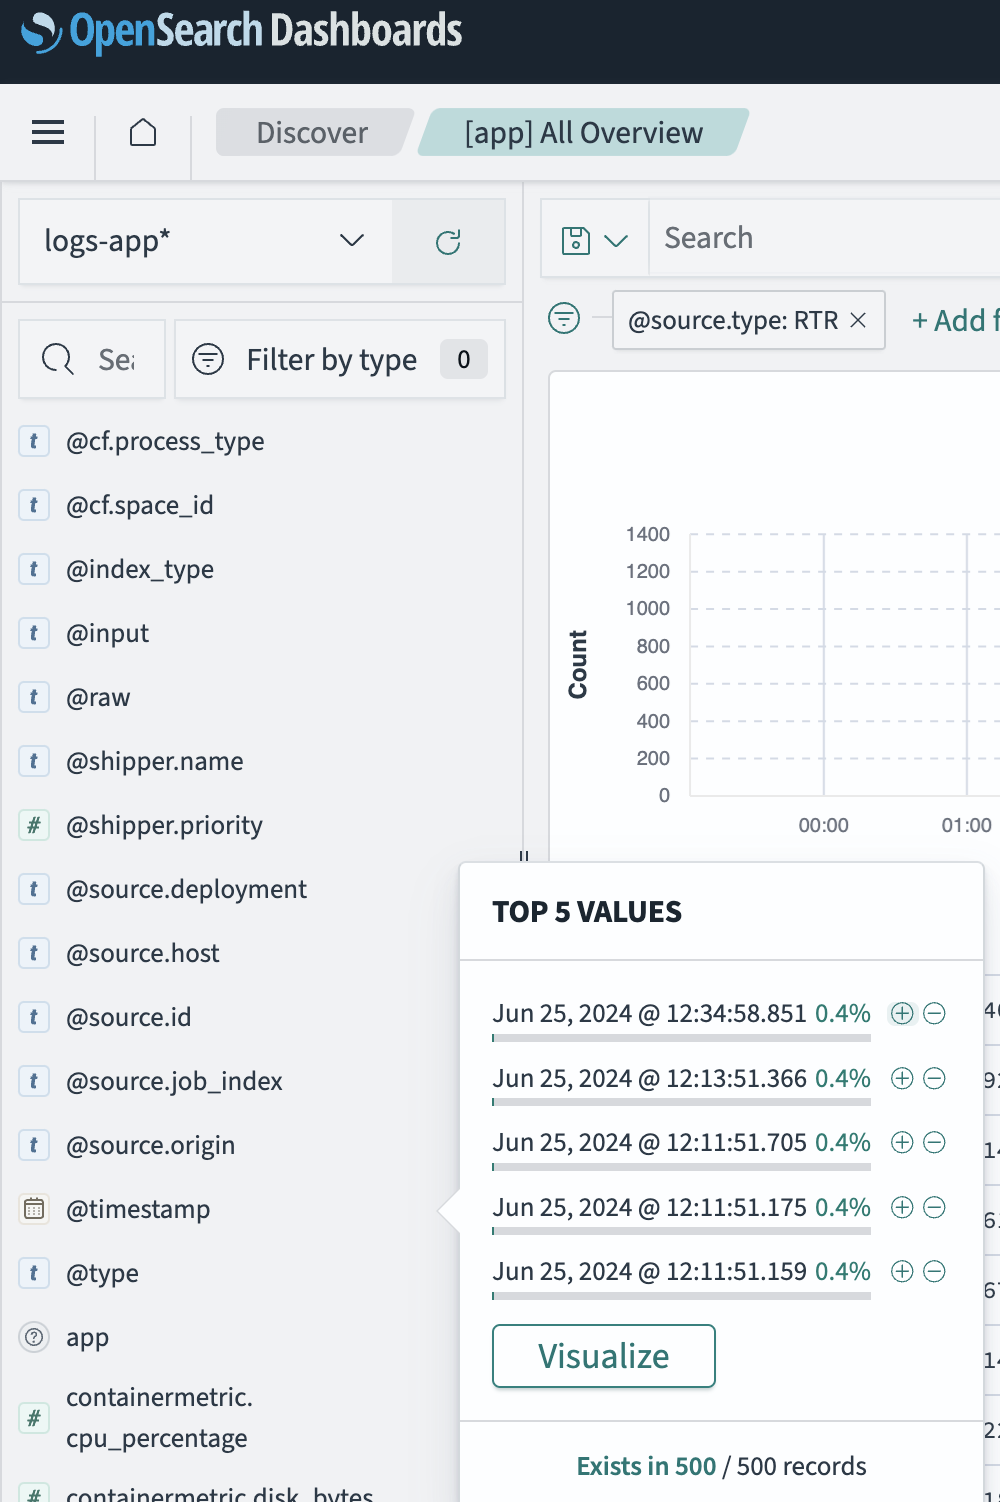 OpenSearch Dashboards
Discover
[app] All Overview
logs-app*
Search
@source.type: RTR
+ Add f
Sea
Filter by type 0
t @cf.process_type
t @cf.space_id
t @index_type
t @input
t @raw
t @shipper.name
# @shipper.priority
t @source.deployment
t @source.host
t @source.id
t @source.job_index
t @source.origin
@timestamp
t @type
? app
# containermetric.
cpu_percentage
# containermetric.disk_bytes
Count
1400
1200
1000
800
600
400
200
0
00:00
01:00
TOP 5 VALUES
Jun 25, 2024 @ 12:34:58.851 0.4%
Jun 25, 2024 @ 12:13:51.366 0.4%
Jun 25, 2024 @ 12:11:51.705 0.4%
Jun 25, 2024 @ 12:11:51.175 0.4%
Jun 25, 2024 @ 12:11:51.159 0.4%
Visualize
Exists in 500 / 500 records